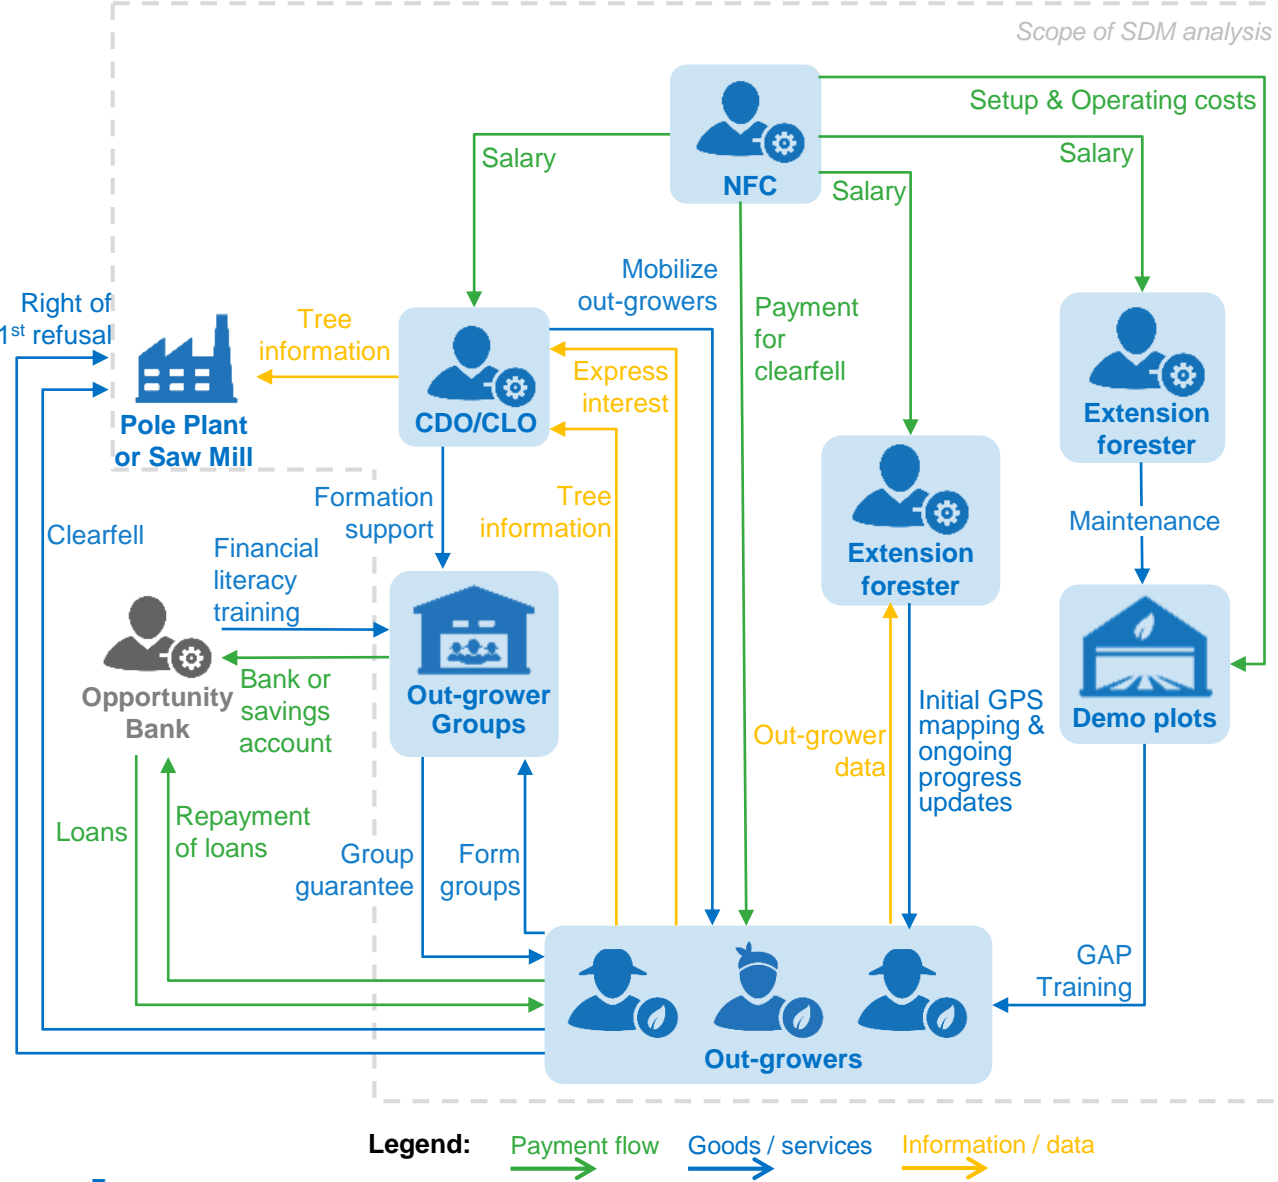 Scope of SDM analysis
Setup & Operating costs
Salary
Salary
Salary
NFC
Mobilize
out-growers
Payment
for
clearfell
Right of
1st refusal
Tree
information
Express
interest
CDO/CLO
Pole Plant
or Saw Mill
Extension
forester
Formation
support
Tree
information
Clearfell
Financial
literacy
training
Extension
forester
Maintenance
Opportunity
Bank
Bank or
savings
account
Out-grower
Groups
Out-grower
data
Initial GPS
mapping &
ongoing
progress
updates
Demo plots
Loans
Repayment
of loans
Group
guarantee
Form
groups
GAP
Training
Out-growers
Legend:
Payment flow
Goods / services
Information / data